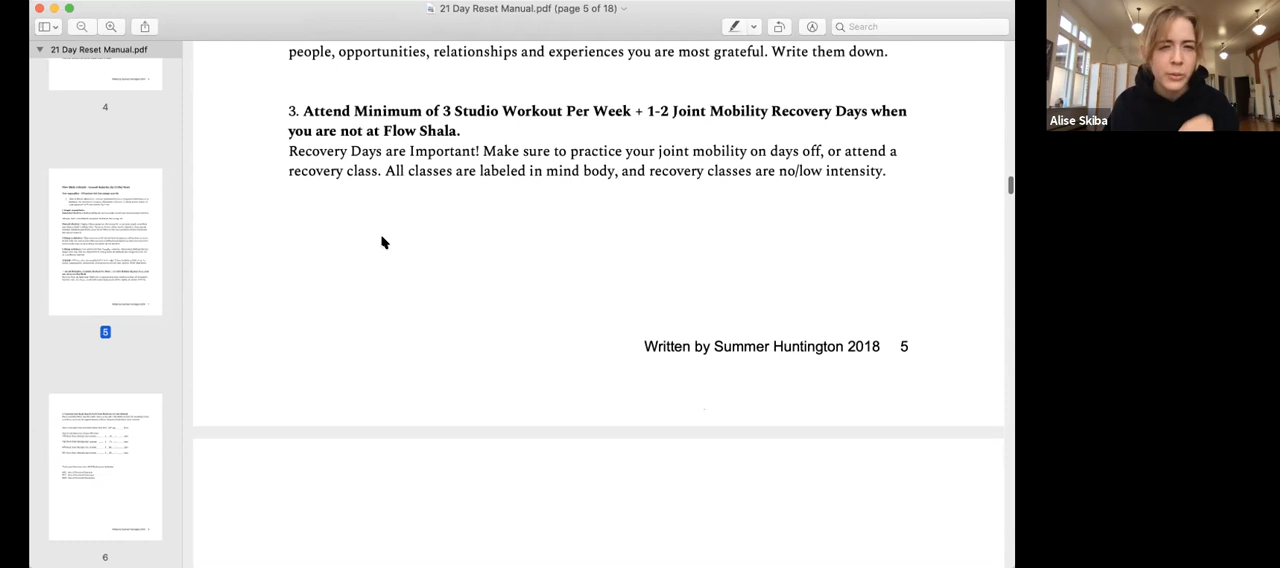 21 Day Reset Manual.pdf (page 5 of 18)
Search
21 Day Reset Manual.pdf
4
5
6
people, opportunities, relationships and experiences you are most grateful. Write them down.
3. Attend Minimum of 3 Studio Workout Per Week + 1-2 Joint Mobility Recovery Days when
you are not at Flow Shala.
Recovery Days are Important! Make sure to practice your joint mobility on days off, or attend a
recovery class. All classes are labeled in mind body, and recovery classes are no/low intensity.
Written by Summer Huntington 2018 5
Alise Skiba